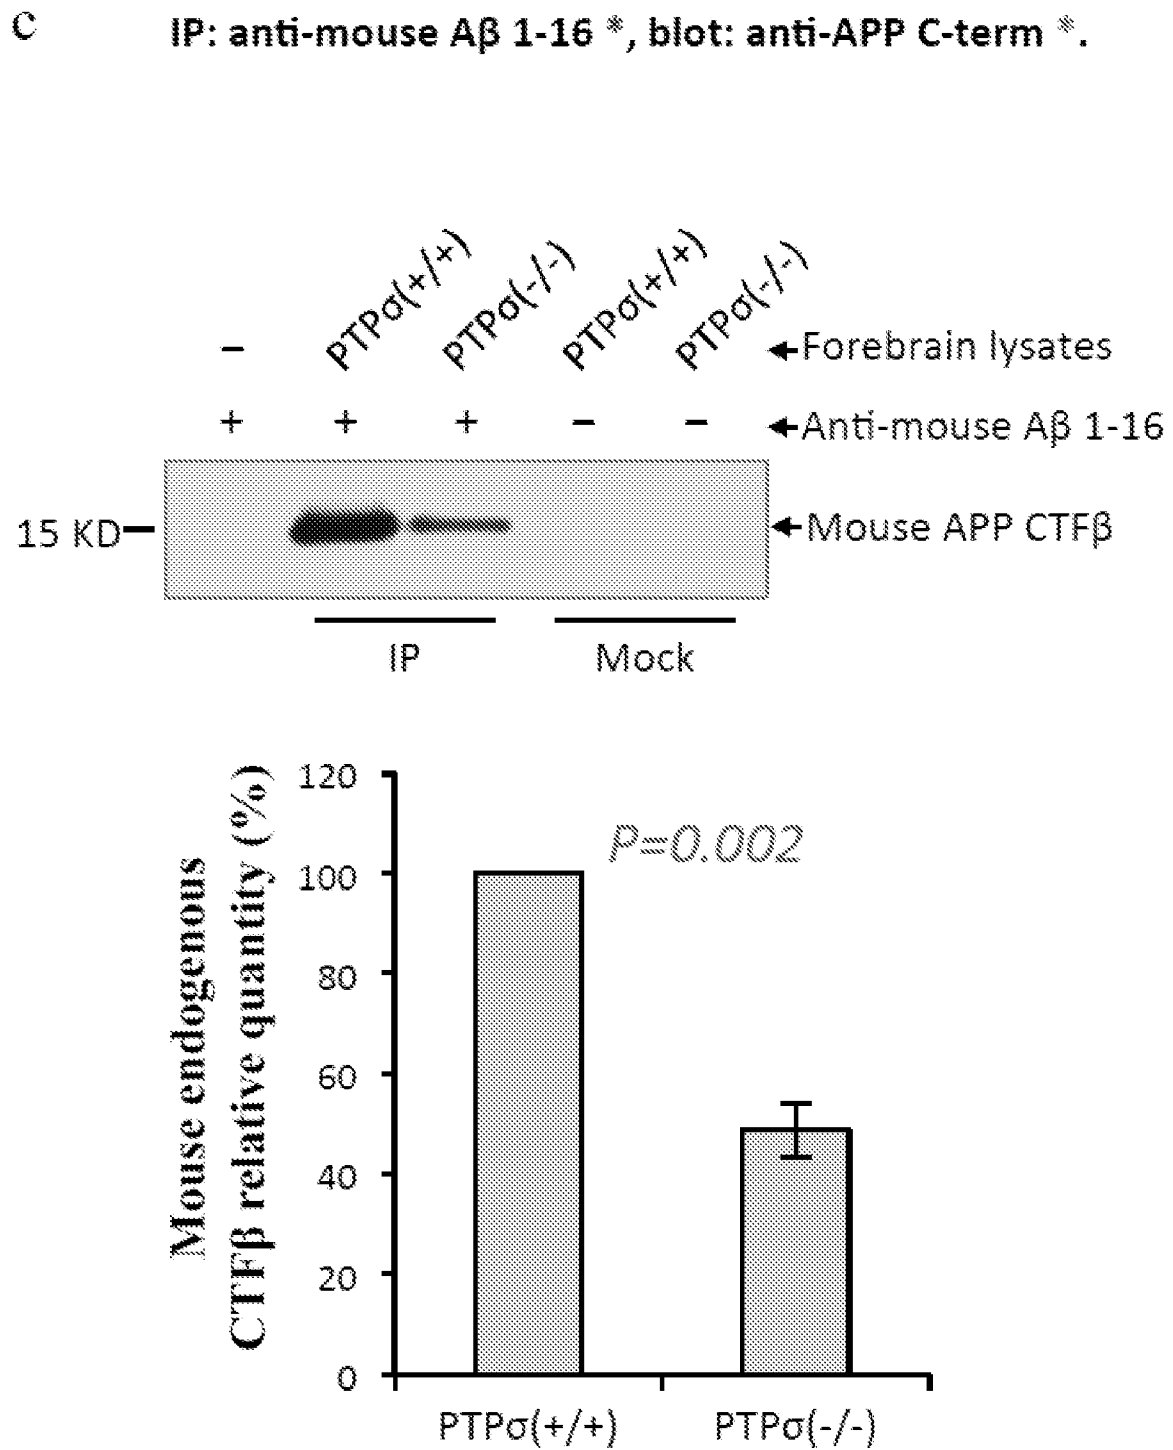 c
IP: anti-mouse Aβ 1-16 *, blot: anti-APP C-term *.
PTPσ(+/+) PTPσ(-/-) PTPσ(+/+) PTPσ(-/-)
– Forebrain lysates
+ + + – – Anti-mouse Aβ 1-16
15 KD Mouse APP CTFβ
IP Mock
Mouse endogenous
CTFβ relative quantity (%)
120
P=0.002
100
80
60
40
20
0
PTPσ(+/+) PTPσ(-/-)